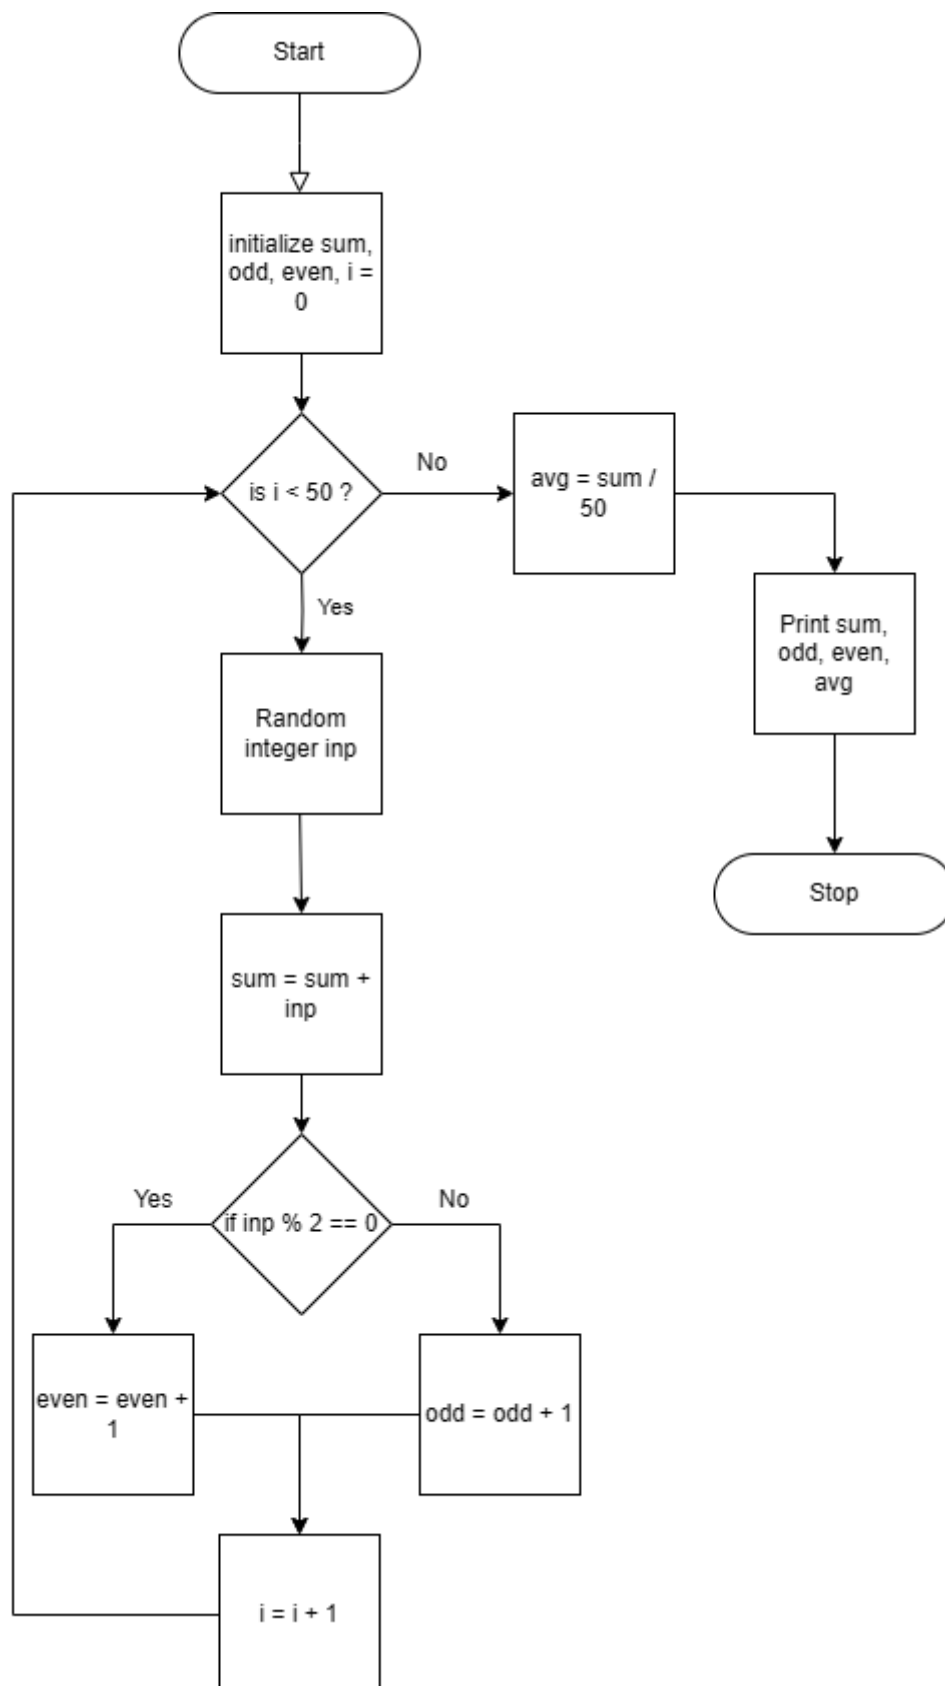 Start
initialize sum,
odd, even, i =
0
is i < 50 ?
No
avg = sum /
50
Yes
Print sum,
odd, even,
avg
Random
integer inp
Stop
sum = sum +
inp
if inp % 2 == 0
Yes
No
even = even +
1
odd = odd + 1
i = i + 1